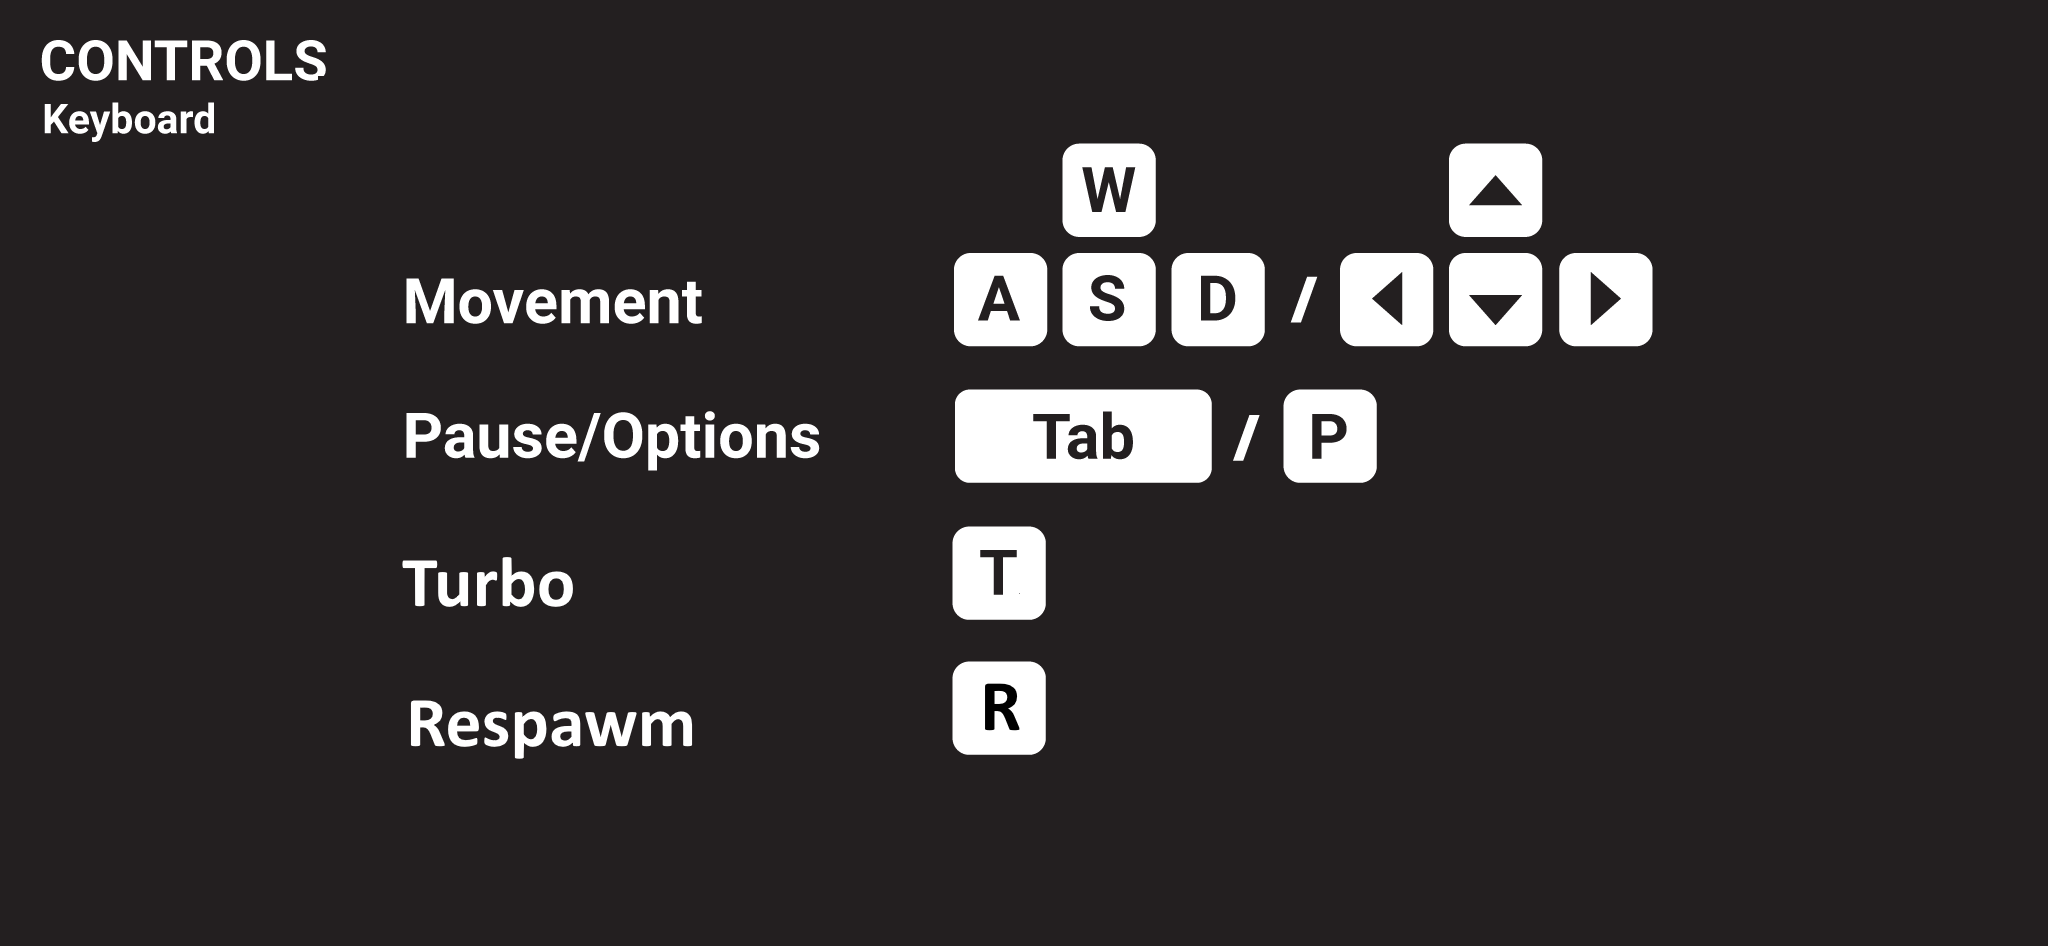 CONTROLS
Keyboard
W
Movement A S D /
Pause/Options Tab / P
Turbo T
Respawm R